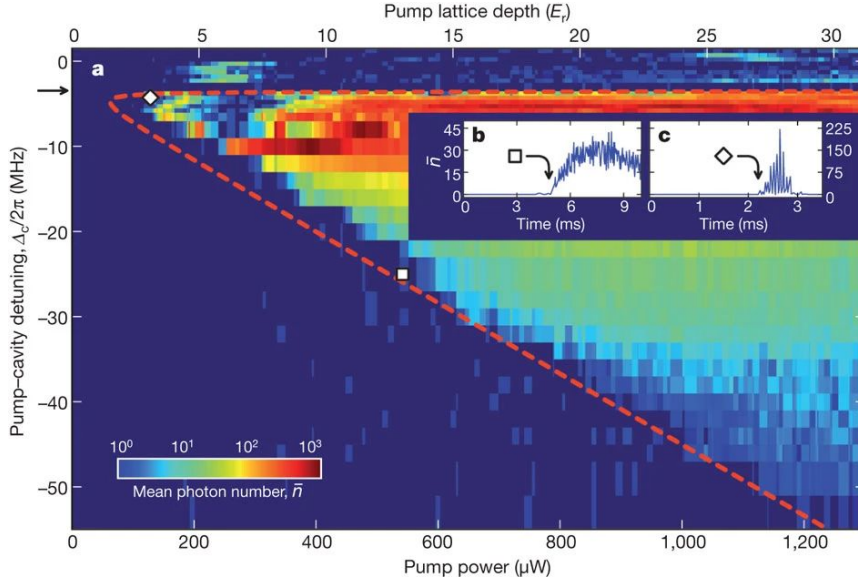 Pump lattice depth (Eᵣ)
0 5 10 15 20 25 30
a
Pump–cavity detuning, Δc/2π (MHz)
0
−10
−20
−30
−40
−50
b
n̄
45
30
15
0
0 3 6 9
Time (ms)
c
225
150
75
0
0 1 2 3
Time (ms)
10⁰ 10¹ 10² 10³
Mean photon number, n̄
0 200 400 600 800 1,000 1,200
Pump power (μW)